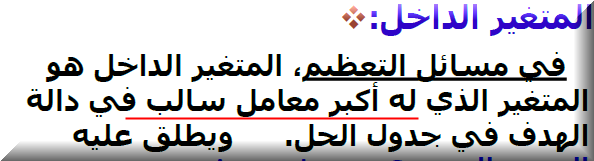 المتغير الداخل:
في مسائل التعظيم، المتغير الداخل هو
المتغير الذي له أكبر معامل سالب في دالة
الهدف في جدول الحل. ويطلق عليه